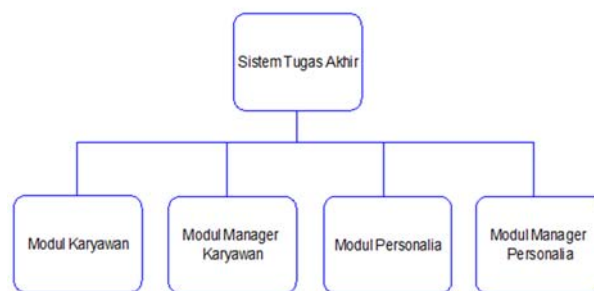 Sistem Tugas Akhir
Modul Karyawan
Modul Manager
Karyawan
Modul Personalia
Modul Manager
Personalia